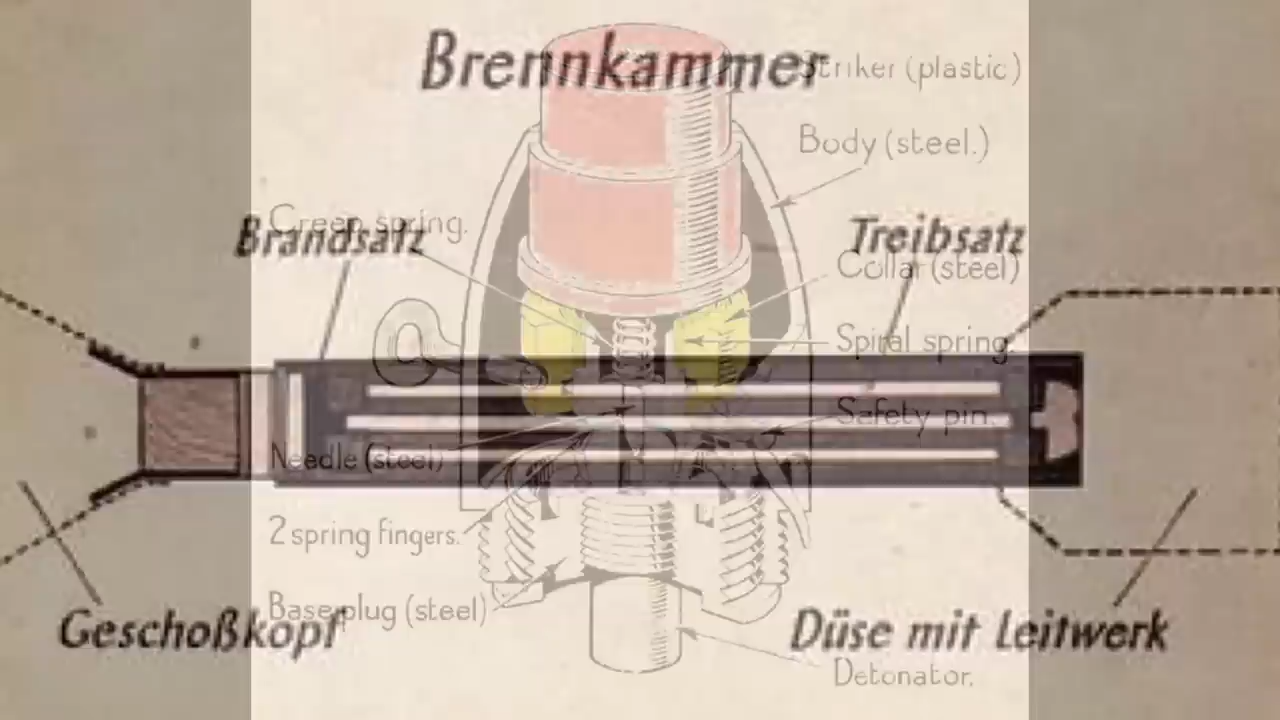 Brennkammer
Striker (plastic)
Body (steel.)
Creep spring.
Brandsatz
Treibsatz
Collar (steel)
Spiral spring.
Safety pin.
Needle (steel)
2 spring fingers.
Base plug (steel)
Geschoßkopf
Düse mit Leitwerk
Detonator.